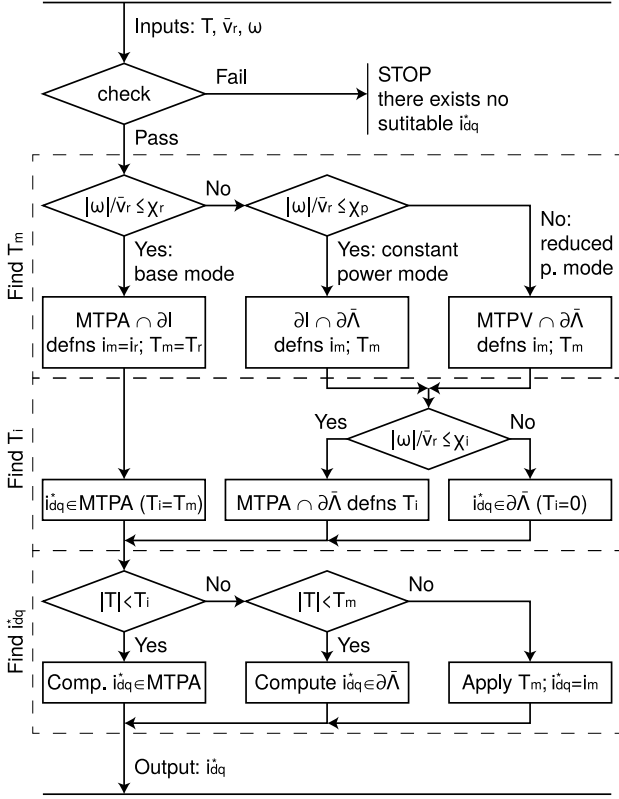 Inputs: T, v̄r, ω
check
Fail
STOP
there exists no
sutitable i*dq
Pass
Find Tm
|ω|/v̄r ≤ χr
No
|ω|/v̄r ≤ χp
Yes:
base mode
Yes: constant
power mode
No:
reduced
p. mode
MTPA ∩ ∂I
defns im=ir; Tm=Tr
∂I ∩ ∂Λ̄
defns im; Tm
MTPV ∩ ∂Λ̄
defns im; Tm
Find Ti
Yes
|ω|/v̄r ≤ χi
No
i*dq∈MTPA (Ti=Tm)
MTPA ∩ ∂Λ̄ defns Ti
i*dq∈∂Λ̄ (Ti=0)
Find i*dq
|T|<Ti
No
|T|<Tm
No
Yes
Yes
Comp. i*dq∈MTPA
Compute i*dq∈∂Λ̄
Apply Tm; i*dq=im
Output: i*dq